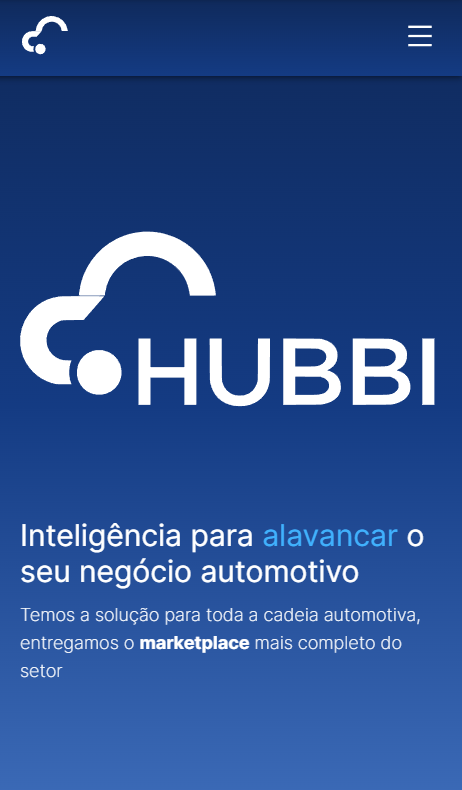 HUBBI
Inteligência para alavancar o
seu negócio automotivo
Temos a solução para toda a cadeia automotiva,
entregamos o marketplace mais completo do
setor